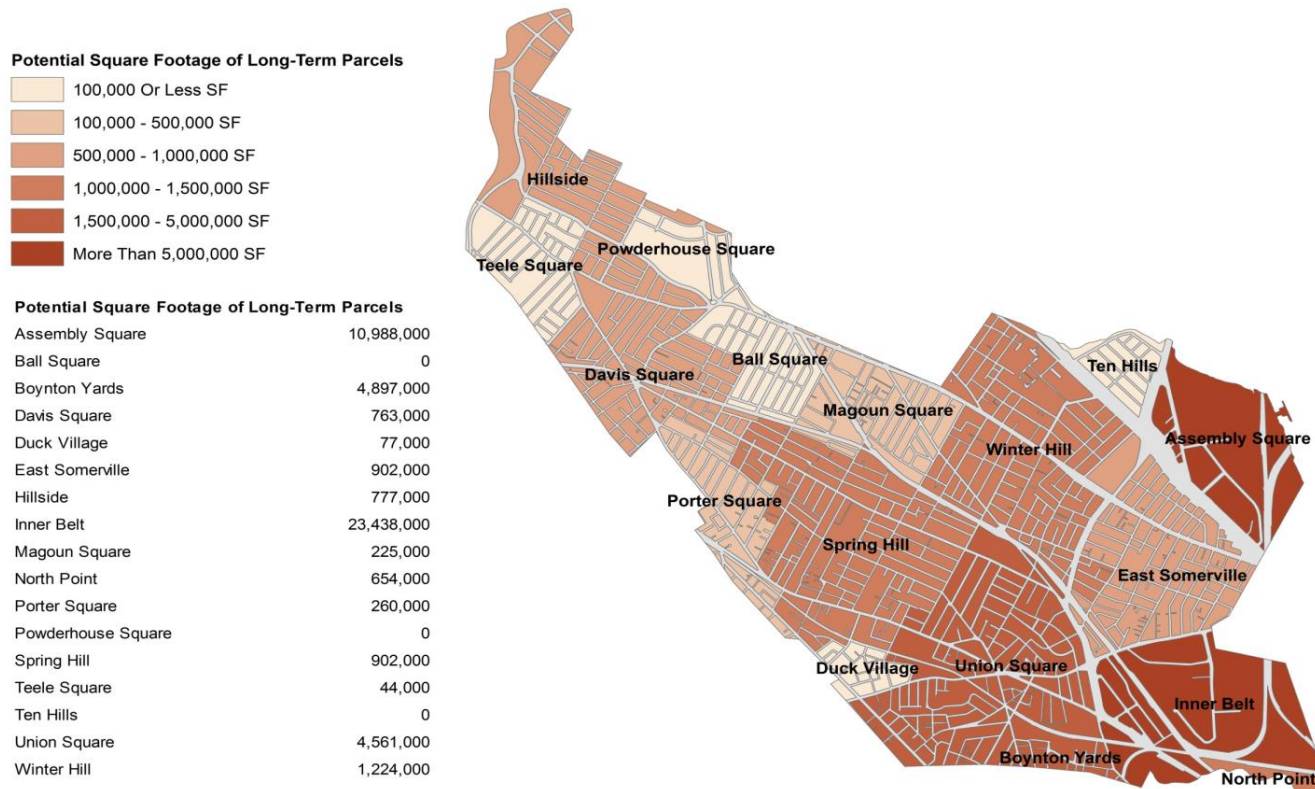 Potential Square Footage of Long-Term Parcels
100,000 Or Less SF
100,000 - 500,000 SF
500,000 - 1,000,000 SF
1,000,000 - 1,500,000 SF
1,500,000 - 5,000,000 SF
More Than 5,000,000 SF
Potential Square Footage of Long-Term Parcels
Assembly Square 10,988,000
Ball Square 0
Boynton Yards 4,897,000
Davis Square 763,000
Duck Village 77,000
East Somerville 902,000
Hillside 777,000
Inner Belt 23,438,000
Magoun Square 225,000
North Point 654,000
Porter Square 260,000
Powderhouse Square 0
Spring Hill 902,000
Teele Square 44,000
Ten Hills 0
Union Square 4,561,000
Winter Hill 1,224,000
Hillside
Powderhouse Square
Teele Square
Ball Square
Ten Hills
Davis Square
Magoun Square
Assembly Square
Winter Hill
Porter Square
Spring Hill
East Somerville
Duck Village
Union Square
Inner Belt
Boynton Yards
North Point